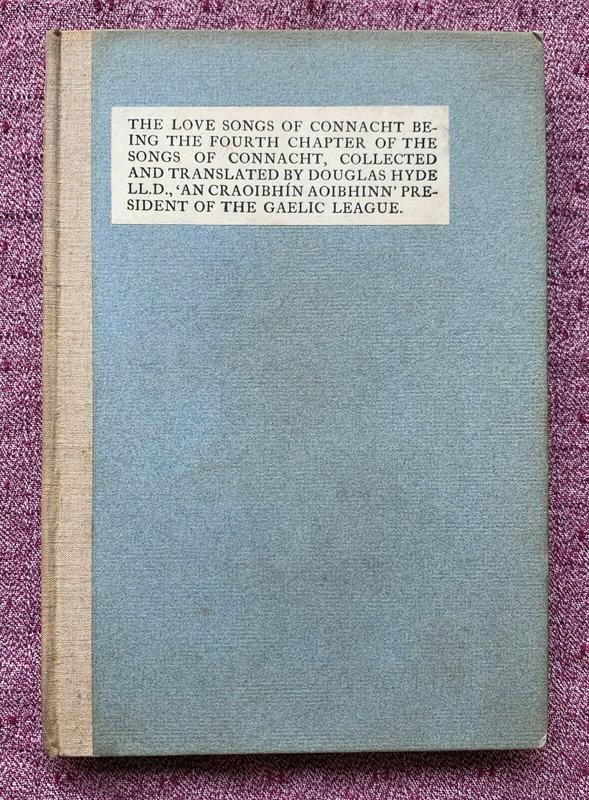 THE LOVE SONGS OF CONNACHT BE-
ING THE FOURTH CHAPTER OF THE
SONGS OF CONNACHT, COLLECTED
AND TRANSLATED BY DOUGLAS HYDE
LL.D., ‘AN CRAOIBHÍN AOIBHINN’ PRE-
SIDENT OF THE GAELIC LEAGUE.